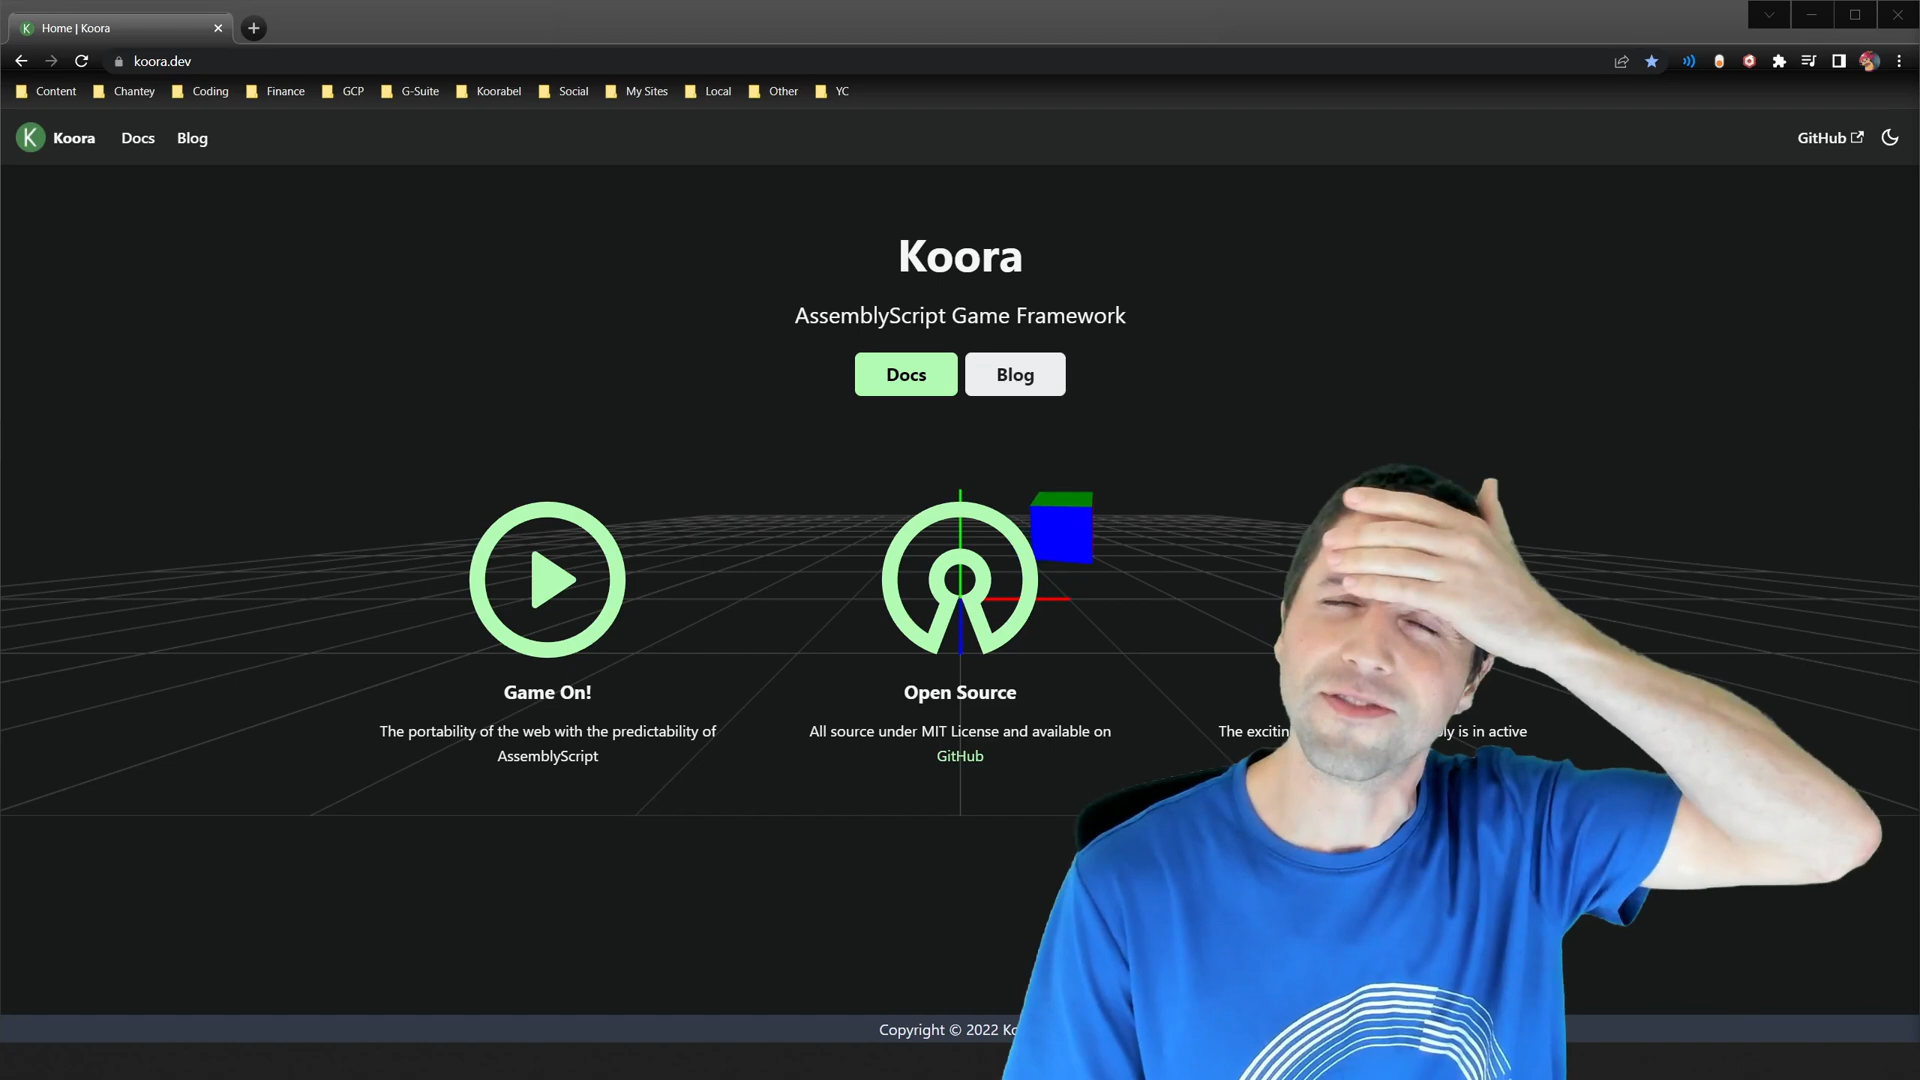 Home | Koora
koora.dev
Content Chantey Coding Finance GCP G-Suite Koorabel Social My Sites Local Other YC
K Koora Docs Blog GitHub
Koora
AssemblyScript Game Framework
Docs Blog
Game On!
The portability of the web with the predictability of
AssemblyScript
Open Source
All source under MIT License and available on
GitHub
The is in active
Copyright © 2022